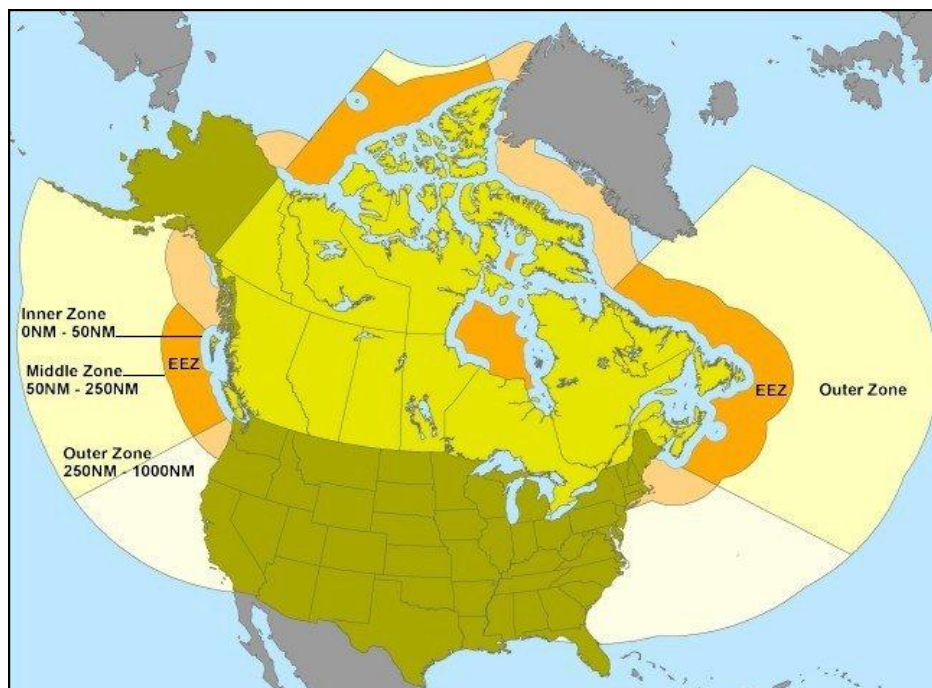 Inner Zone
0NM - 50NM
EEZ
Middle Zone
50NM - 250NM
EEZ
Outer Zone
Outer Zone
250NM - 1000NM